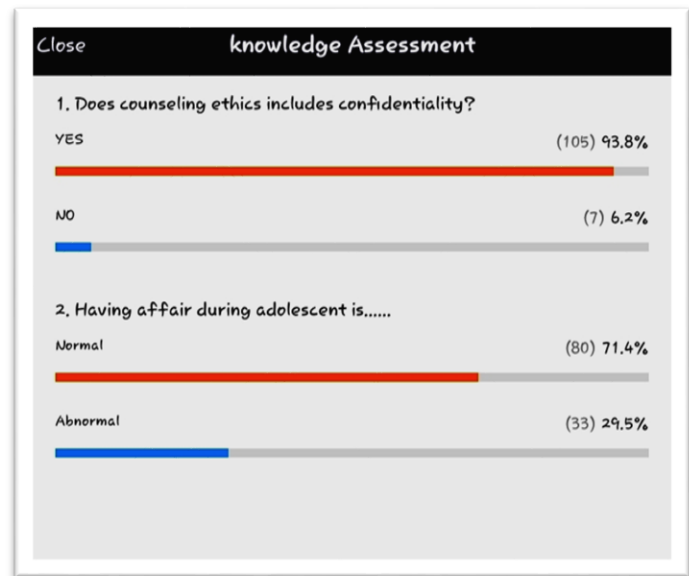 Close
knowledge Assessment
1. Does counseling ethics includes confidentiality?
YES (105) 93.8%
NO (7) 6.2%
2. Having affair during adolescent is......
Normal (80) 71.4%
Abnormal (33) 29.5%